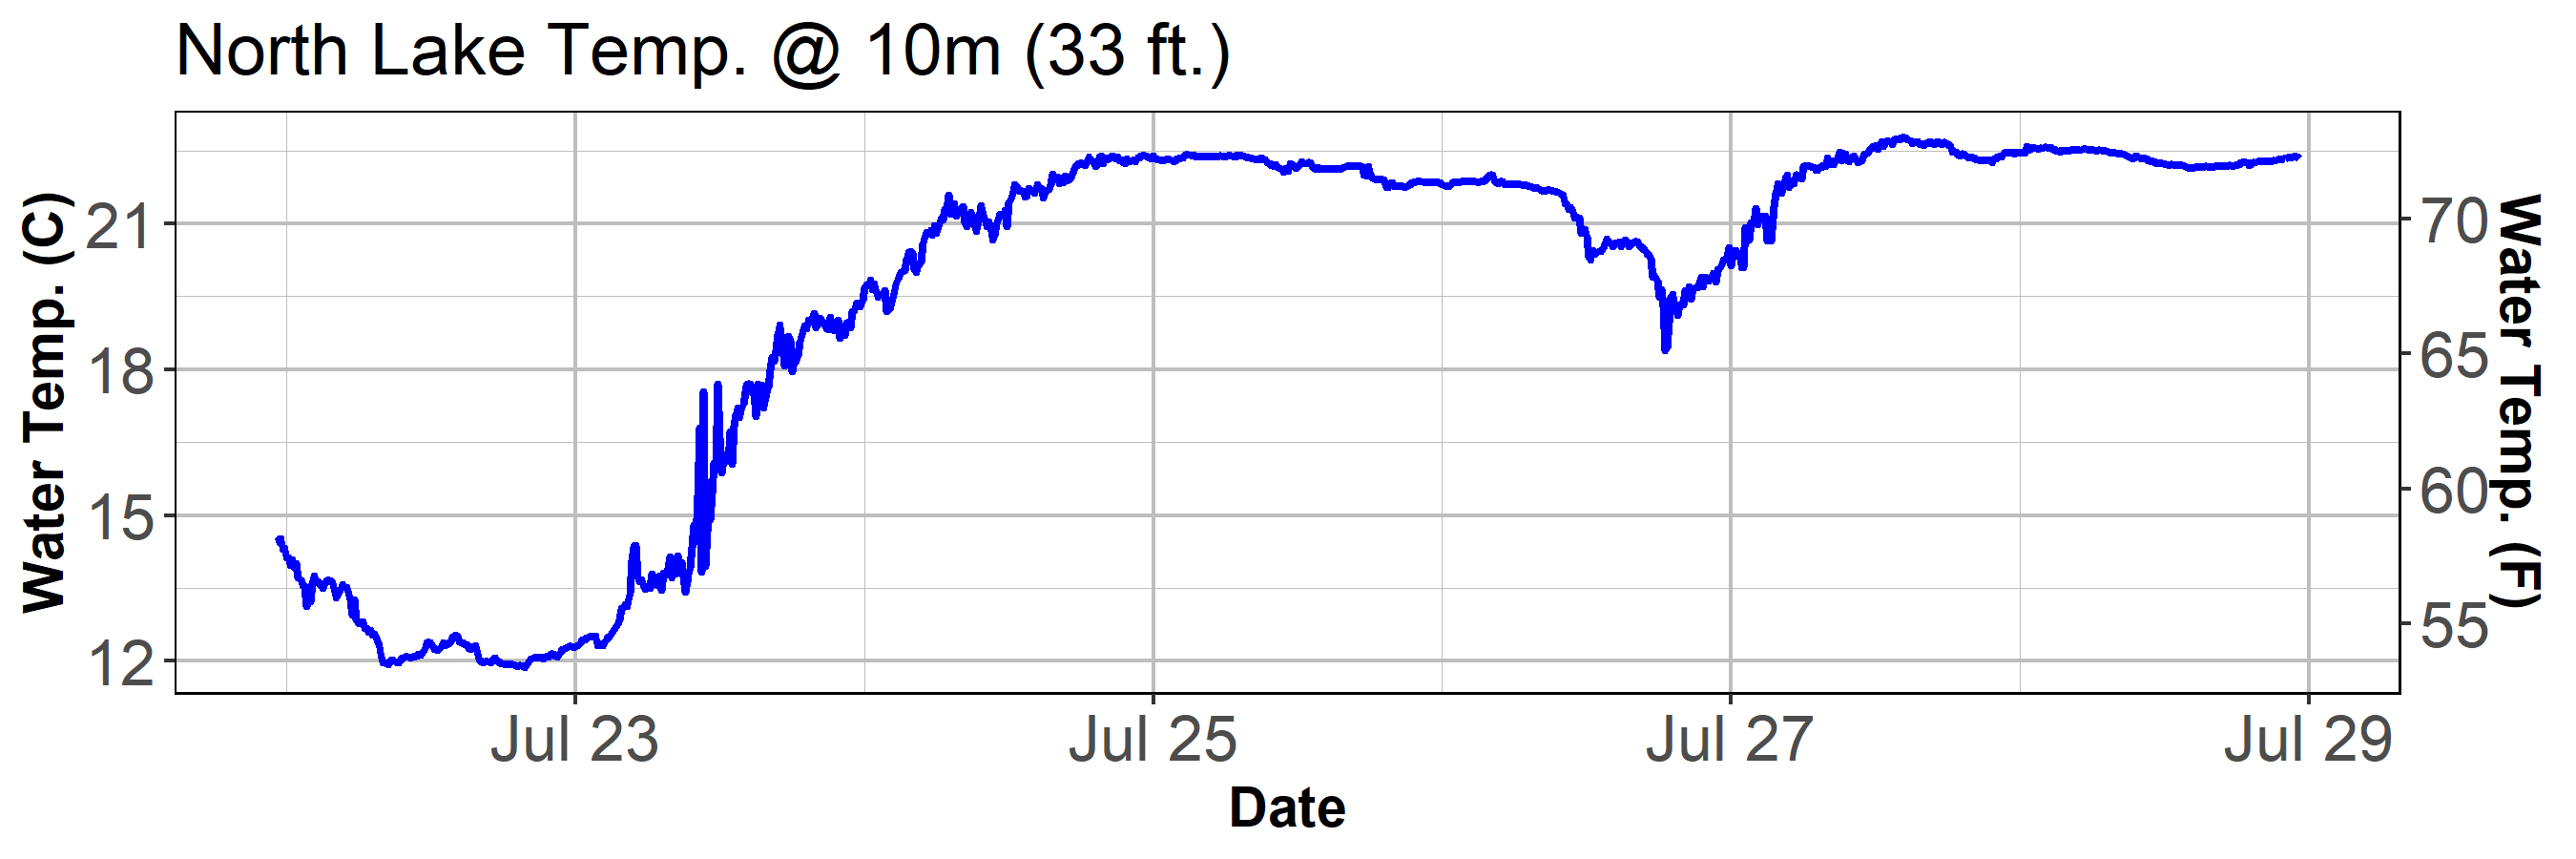 North Lake Temp. @ 10m (33 ft.)
Water Temp. (C)
21
18
15
12
70
65
60
55
Water Temp. (F)
Jul 23
Jul 25
Jul 27
Jul 29
Date